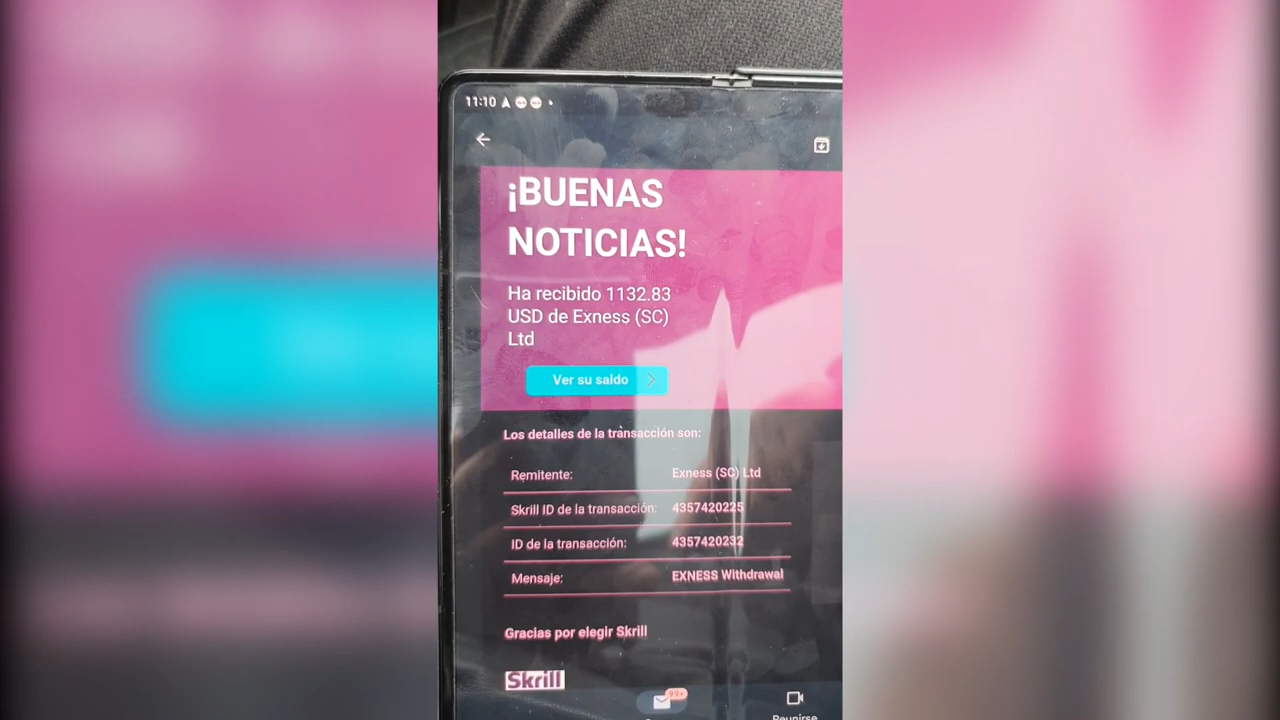 11:10
¡BUENAS
NOTICIAS!
Ha recibido 1132.83
USD de Exness (SC)
Ltd
Ver su saldo
Los detalles de la transacción son:
Remitente: Exness (SC) Ltd
Skrill ID de la transacción: 4357420225
ID de la transacción: 4357420232
Mensaje: EXNESS Withdrawal
Gracias por elegir Skrill
Skrill
99+
Reunirse